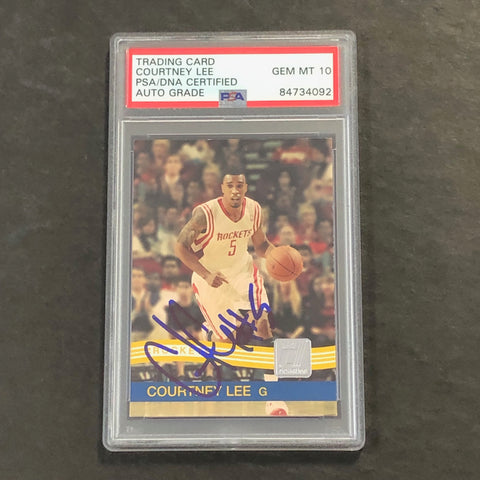 TRADING CARD
COURTNEY LEE
PSA/DNA CERTIFIED
AUTO GRADE
GEM MT 10
PSA
84734092
ROCKETS
5
COURTNEY LEE G